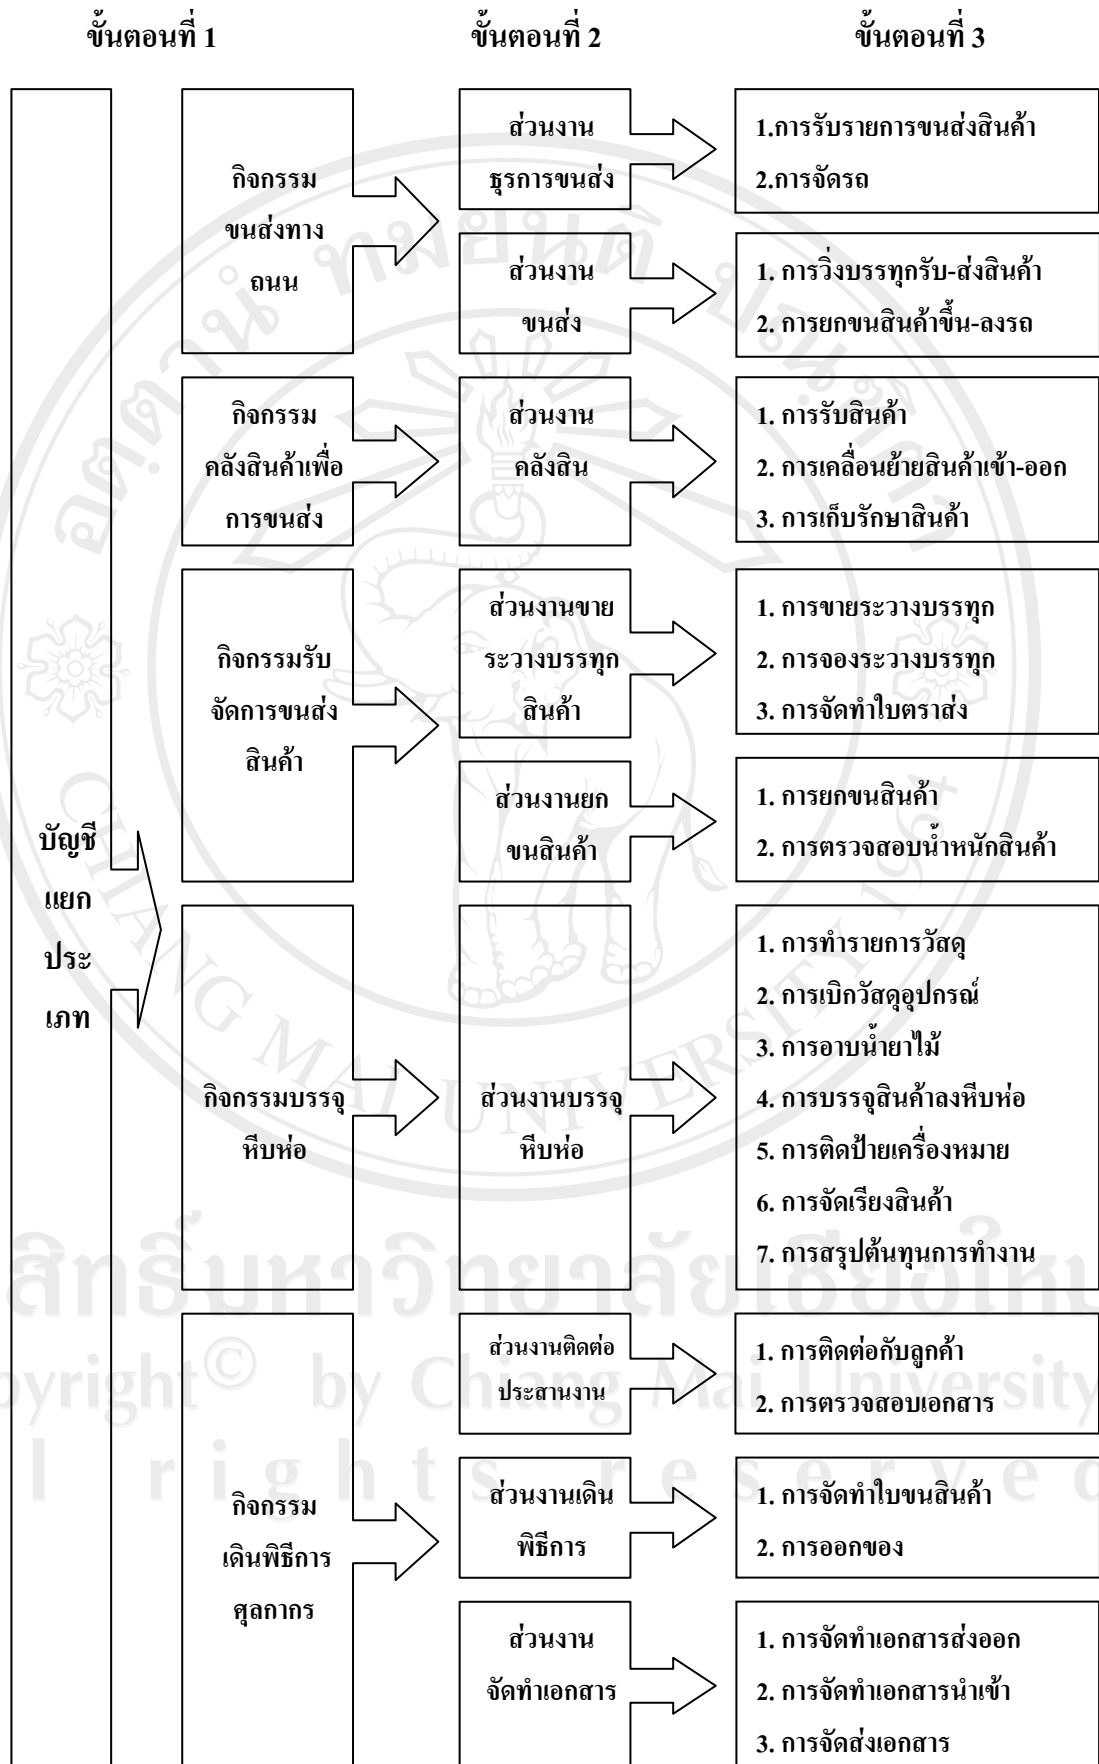 ขั้นตอนที่ 1 ขั้นตอนที่ 2 ขั้นตอนที่ 3
บัญชี
แยก
ประ
เภท
กิจกรรม
ขนส่งทาง
ถนน
ส่วนงาน
ธุรการขนส่ง
1.การรับรายการขนส่งสินค้า
2.การจัดรถ
ส่วนงาน
ขนส่ง
1. การวิ่งบรรทุกรับ-ส่งสินค้า
2. การยกขนสินค้าขึ้น-ลงรถ
กิจกรรม
คลังสินค้าเพื่อ
การขนส่ง
ส่วนงาน
คลังสิน
1. การรับสินค้า
2. การเคลื่อนย้ายสินค้าเข้า-ออก
3. การเก็บรักษาสินค้า
กิจกรรมรับ
จัดการขนส่ง
สินค้า
ส่วนงานขาย
ระวางบรรทุก
สินค้า
1. การขายระวางบรรทุก
2. การจองระวางบรรทุก
3. การจัดทำใบตราส่ง
ส่วนงานยก
ขนสินค้า
1. การยกขนสินค้า
2. การตรวจสอบน้ำหนักสินค้า
กิจกรรมบรรจุ
หีบห่อ
ส่วนงานบรรจุ
หีบห่อ
1. การทำรายการวัสดุ
2. การเบิกวัสดุอุปกรณ์
3. การอาบน้ำยาไม้
4. การบรรจุสินค้าลงหีบห่อ
5. การติดป้ายเครื่องหมาย
6. การจัดเรียงสินค้า
7. การสรุปต้นทุนการทำงาน
กิจกรรม
เดินพิธีการ
ศุลกากร
ส่วนงานติดต่อ
ประสานงาน
1. การติดต่อกับลูกค้า
2. การตรวจสอบเอกสาร
ส่วนงานเดิน
พิธีการ
1. การจัดทำใบขนสินค้า
2. การออกของ
ส่วนงาน
จัดทำเอกสาร
1. การจัดทำเอกสารส่งออก
2. การจัดทำเอกสารนำเข้า
3. การจัดส่งเอกสาร
CHIANG MAI UNIVERSITY 1964
by Chiang Mai University
rights reserved